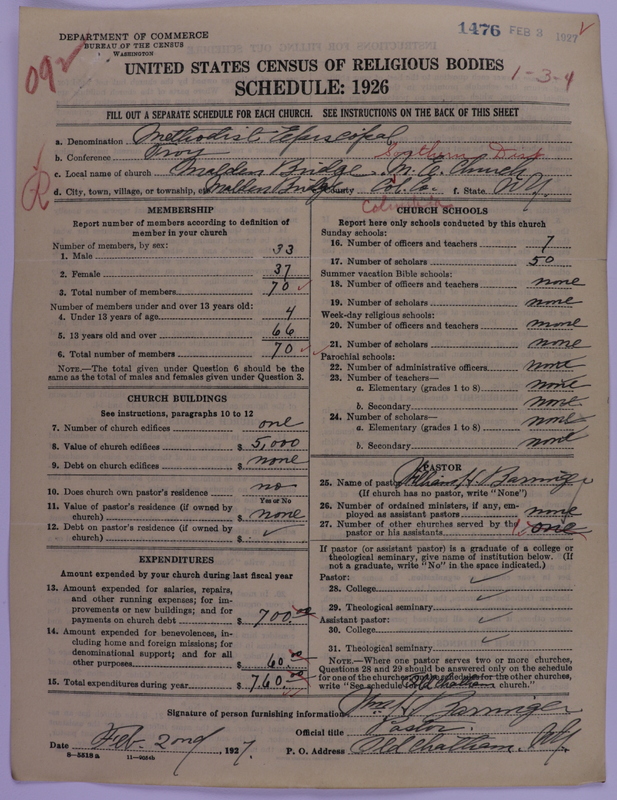 1476 FEB 3 1927
DEPARTMENT OF COMMERCE
BUREAU OF THE CENSUS
WASHINGTON
UNITED STATES CENSUS OF RELIGIOUS BODIES
1-3-4
SCHEDULE: 1926
FILL OUT A SEPARATE SCHEDULE FOR EACH CHURCH. SEE INSTRUCTIONS ON THE BACK OF THIS SHEET
a. Denomination Methodist Episcopal
b. Conference Troy Southern Dist
c. Local name of church Malden Bridge M. E. Church
d. City, town, village, or township, etc Malden Bridge County Col. Co. f. State NY
Columbia
MEMBERSHIP
Report number of members according to definition of
member in your church
Number of members, by sex:
1. Male 33
2. Female 37
3. Total number of members 70
Number of members under and over 13 years old:
4. Under 13 years of age 4
5. 13 years old and over 66
6. Total number of members 70
NOTE.—The total given under Question 6 should be
same as the total of males and females given under Question 3.
CHURCH BUILDINGS
See instructions, paragraphs 10 to 12
7. Number of church edifices one
8. Value of church edifices $ 5,000
9. Debt on church edifices $ none
10. Does church own pastor's residence no
Yes or No
11. Value of pastor's residence (if owned by
church) $ none
12. Debt on pastor's residence (if owned by
church) $
EXPENDITURES
Amount expended by your church during last fiscal year
13. Amount expended for salaries, repairs,
and other running expenses; for im-
provements or new buildings; and for
payments on church debt $ 700.00
14. Amount expended for benevolences, in-
cluding home and foreign missions; for
denominational support; and for all
other purposes $ 60.00
15. Total expenditures during year $ 760.00
CHURCH SCHOOLS
Report here only schools conducted by this church
Sunday schools:
16. Number of officers and teachers 7
17. Number of scholars 50
Summer vacation Bible schools:
18. Number of officers and teachers none
19. Number of scholars none
Week-day religious schools:
20. Number of officers and teachers none
21. Number of scholars none
Parochial schools:
22. Number of administrative officers none
23. Number of teachers—
a. Elementary (grades 1 to 8) none
b. Secondary none
24. Number of scholars—
a. Elementary (grades 1 to 8) none
b. Secondary none
PASTOR
25. Name of pastor William H. Barringer
(If church has no pastor, write "None")
26. Number of ordained ministers, if any, em-
ployed as assistant pastors none
27. Number of other churches served by the
pastor or his assistants one
If pastor (or assistant pastor) is a graduate of a college or
theological seminary, give name of institution below. (If
not a graduate, write "No" in the space indicated.)
Pastor:
28. College
29. Theological seminary
Assistant pastor:
30. College
31. Theological seminary
NOTE.—Where one pastor serves two or more churches,
Questions 28 and 29 should be answered only on the schedule
for one of the churches; on the schedules for the other churches,
write "See schedule for Old Chatham church."
Signature of person furnishing information Wm. H. Barringer
Official title Pastor
Date Feb. 2nd, 1927. P. O. Address Old Chatham, NY.
8—5518a 11—9054b